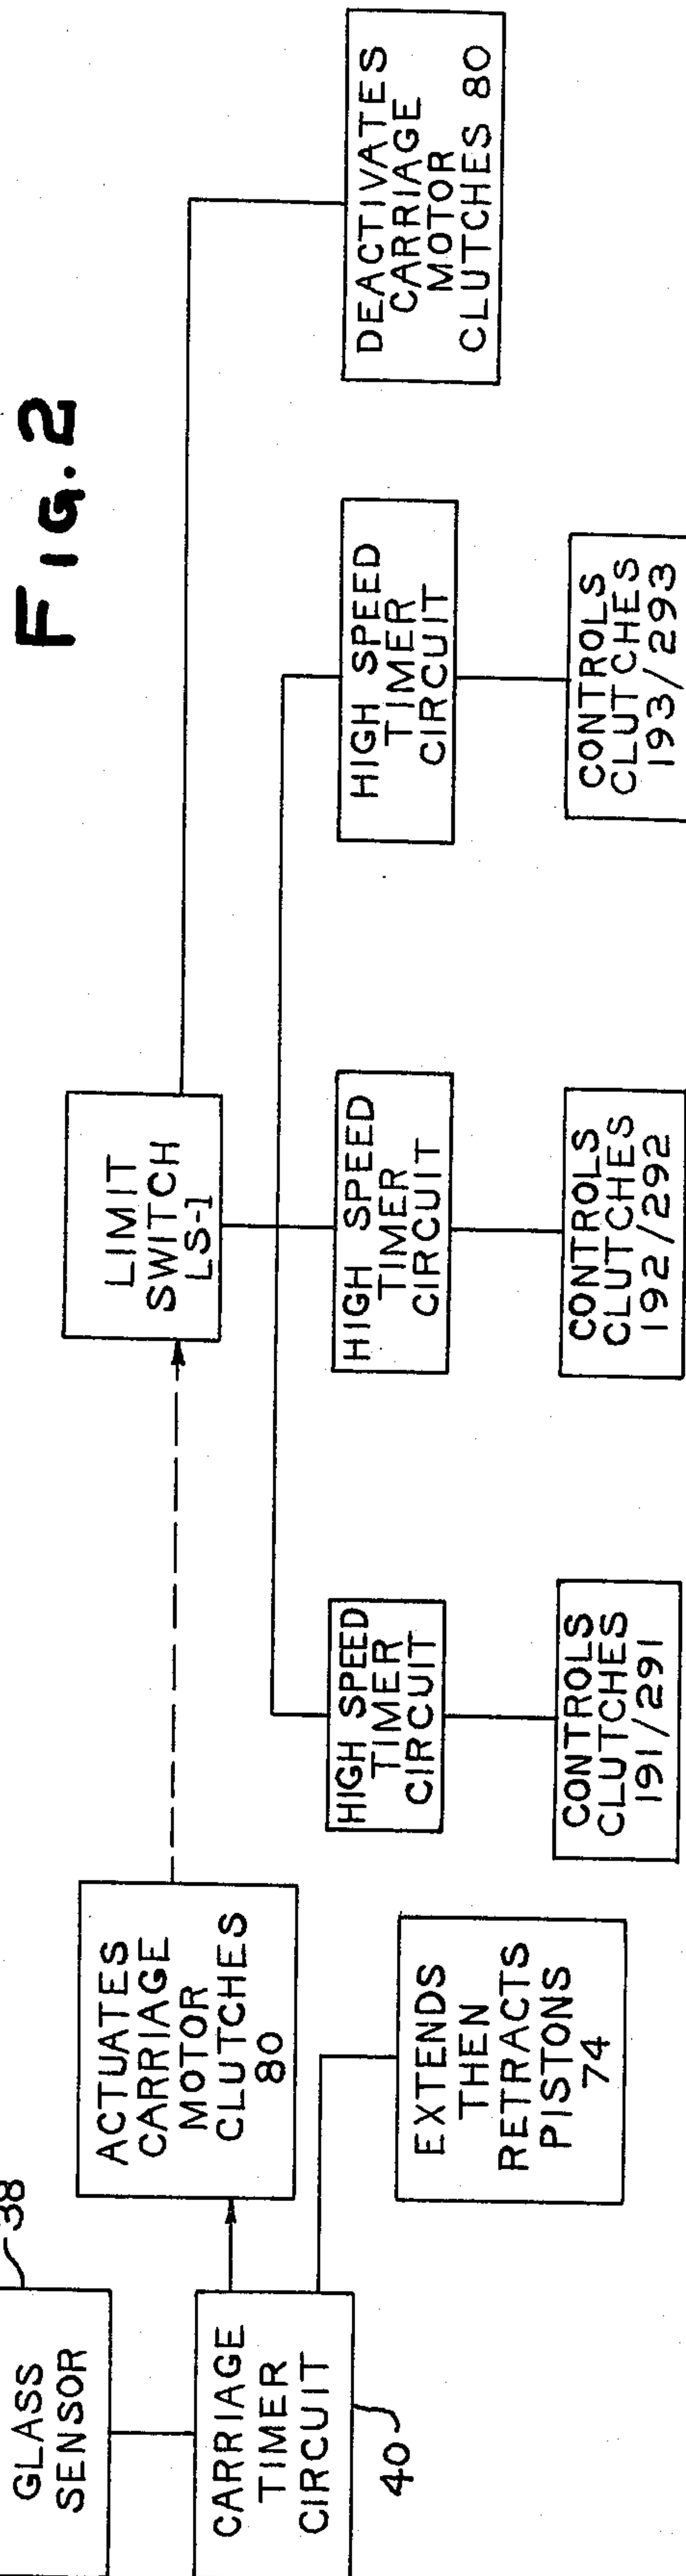 FIG. 2
38
GLASS
SENSOR
CARRIAGE
TIMER
CIRCUIT
40
ACTUATES
CARRIAGE
MOTOR
CLUTCHES
80
EXTENDS
THEN
RETRACTS
PISTONS
74
LIMIT
SWITCH
LS-1
HIGH SPEED
TIMER
CIRCUIT
CONTROLS
CLUTCHES
191/291
HIGH SPEED
TIMER
CIRCUIT
CONTROLS
CLUTCHES
192/292
HIGH SPEED
TIMER
CIRCUIT
CONTROLS
CLUTCHES
193/293
DEACTIVATES
CARRIAGE
MOTOR
CLUTCHES 80